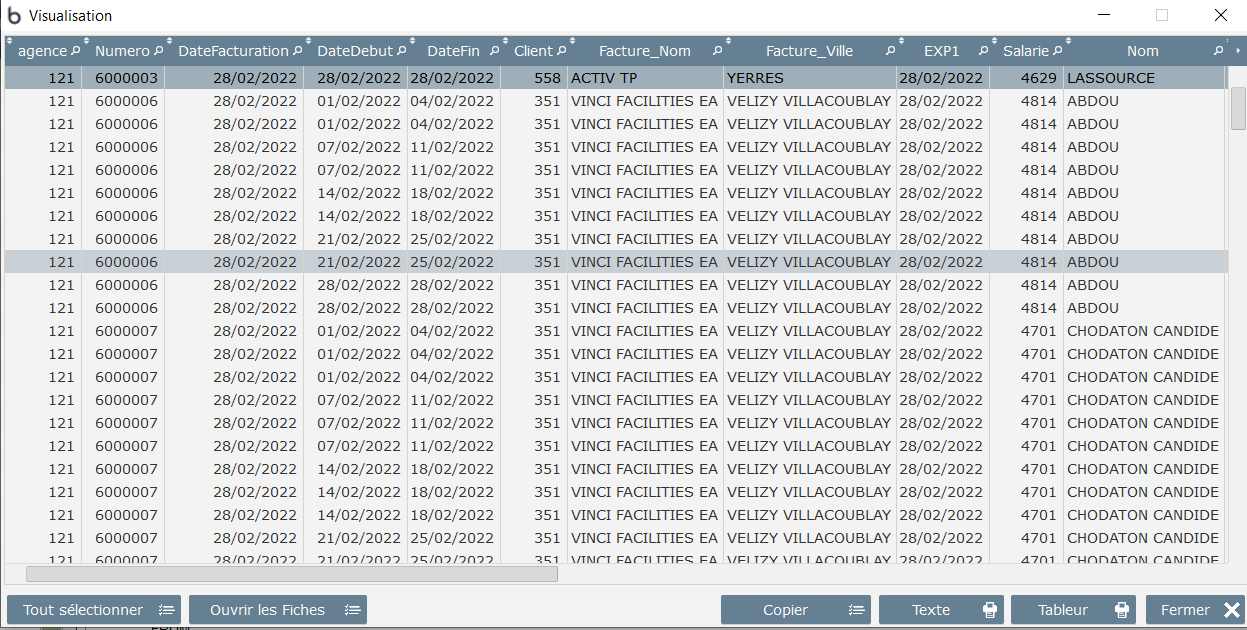 Visualisation
agence Numero DateFacturation DateDebut DateFin Client Facture_Nom Facture_Ville EXP1 Salarie Nom
121 6000003 28/02/2022 28/02/2022 28/02/2022 558 ACTIV TP YERRES 28/02/2022 4629 LASSOURCE
121 6000006 28/02/2022 01/02/2022 04/02/2022 351 VINCI FACILITIES EA VELIZY VILLACOUBLAY 28/02/2022 4814 ABDOU
121 6000006 28/02/2022 01/02/2022 04/02/2022 351 VINCI FACILITIES EA VELIZY VILLACOUBLAY 28/02/2022 4814 ABDOU
121 6000006 28/02/2022 07/02/2022 11/02/2022 351 VINCI FACILITIES EA VELIZY VILLACOUBLAY 28/02/2022 4814 ABDOU
121 6000006 28/02/2022 07/02/2022 11/02/2022 351 VINCI FACILITIES EA VELIZY VILLACOUBLAY 28/02/2022 4814 ABDOU
121 6000006 28/02/2022 14/02/2022 18/02/2022 351 VINCI FACILITIES EA VELIZY VILLACOUBLAY 28/02/2022 4814 ABDOU
121 6000006 28/02/2022 14/02/2022 18/02/2022 351 VINCI FACILITIES EA VELIZY VILLACOUBLAY 28/02/2022 4814 ABDOU
121 6000006 28/02/2022 21/02/2022 25/02/2022 351 VINCI FACILITIES EA VELIZY VILLACOUBLAY 28/02/2022 4814 ABDOU
121 6000006 28/02/2022 21/02/2022 25/02/2022 351 VINCI FACILITIES EA VELIZY VILLACOUBLAY 28/02/2022 4814 ABDOU
121 6000006 28/02/2022 28/02/2022 28/02/2022 351 VINCI FACILITIES EA VELIZY VILLACOUBLAY 28/02/2022 4814 ABDOU
121 6000006 28/02/2022 28/02/2022 28/02/2022 351 VINCI FACILITIES EA VELIZY VILLACOUBLAY 28/02/2022 4814 ABDOU
121 6000007 28/02/2022 01/02/2022 04/02/2022 351 VINCI FACILITIES EA VELIZY VILLACOUBLAY 28/02/2022 4701 CHODATON CANDIDE
121 6000007 28/02/2022 01/02/2022 04/02/2022 351 VINCI FACILITIES EA VELIZY VILLACOUBLAY 28/02/2022 4701 CHODATON CANDIDE
121 6000007 28/02/2022 01/02/2022 04/02/2022 351 VINCI FACILITIES EA VELIZY VILLACOUBLAY 28/02/2022 4701 CHODATON CANDIDE
121 6000007 28/02/2022 07/02/2022 11/02/2022 351 VINCI FACILITIES EA VELIZY VILLACOUBLAY 28/02/2022 4701 CHODATON CANDIDE
121 6000007 28/02/2022 07/02/2022 11/02/2022 351 VINCI FACILITIES EA VELIZY VILLACOUBLAY 28/02/2022 4701 CHODATON CANDIDE
121 6000007 28/02/2022 07/02/2022 11/02/2022 351 VINCI FACILITIES EA VELIZY VILLACOUBLAY 28/02/2022 4701 CHODATON CANDIDE
121 6000007 28/02/2022 14/02/2022 18/02/2022 351 VINCI FACILITIES EA VELIZY VILLACOUBLAY 28/02/2022 4701 CHODATON CANDIDE
121 6000007 28/02/2022 14/02/2022 18/02/2022 351 VINCI FACILITIES EA VELIZY VILLACOUBLAY 28/02/2022 4701 CHODATON CANDIDE
121 6000007 28/02/2022 14/02/2022 18/02/2022 351 VINCI FACILITIES EA VELIZY VILLACOUBLAY 28/02/2022 4701 CHODATON CANDIDE
121 6000007 28/02/2022 21/02/2022 25/02/2022 351 VINCI FACILITIES EA VELIZY VILLACOUBLAY 28/02/2022 4701 CHODATON CANDIDE
121 6000007 28/02/2022 21/02/2022 25/02/2022 351 VINCI FACILITIES EA VELIZY VILLACOUBLAY 28/02/2022 4701 CHODATON CANDIDE
Tout sélectionner Ouvrir les Fiches Copier Texte Tableur Fermer